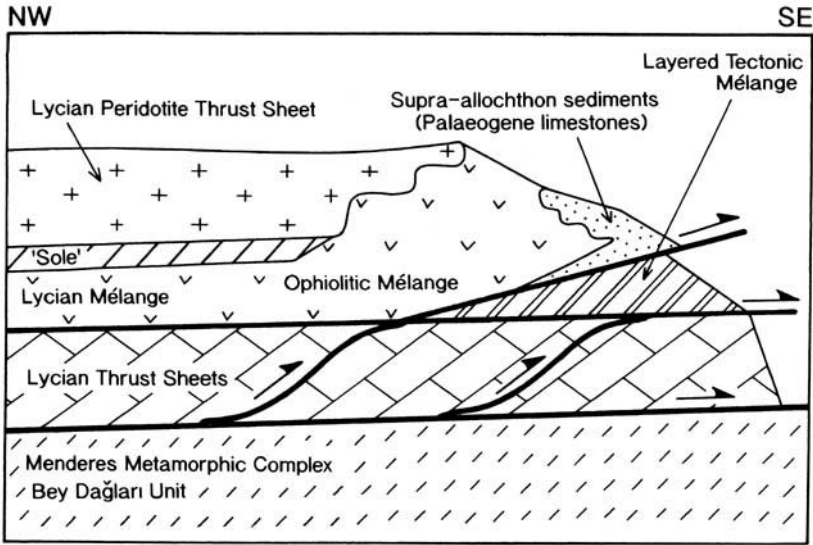 NW
SE
Layered Tectonic
Mélange
Supra-allochthon sediments
(Palaeogene limestones)
Lycian Peridotite Thrust Sheet
'Sole'
Lycian Mélange
Ophiolitic Mélange
Lycian Thrust Sheets
Menderes Metamorphic Complex
Bey Dağları Unit